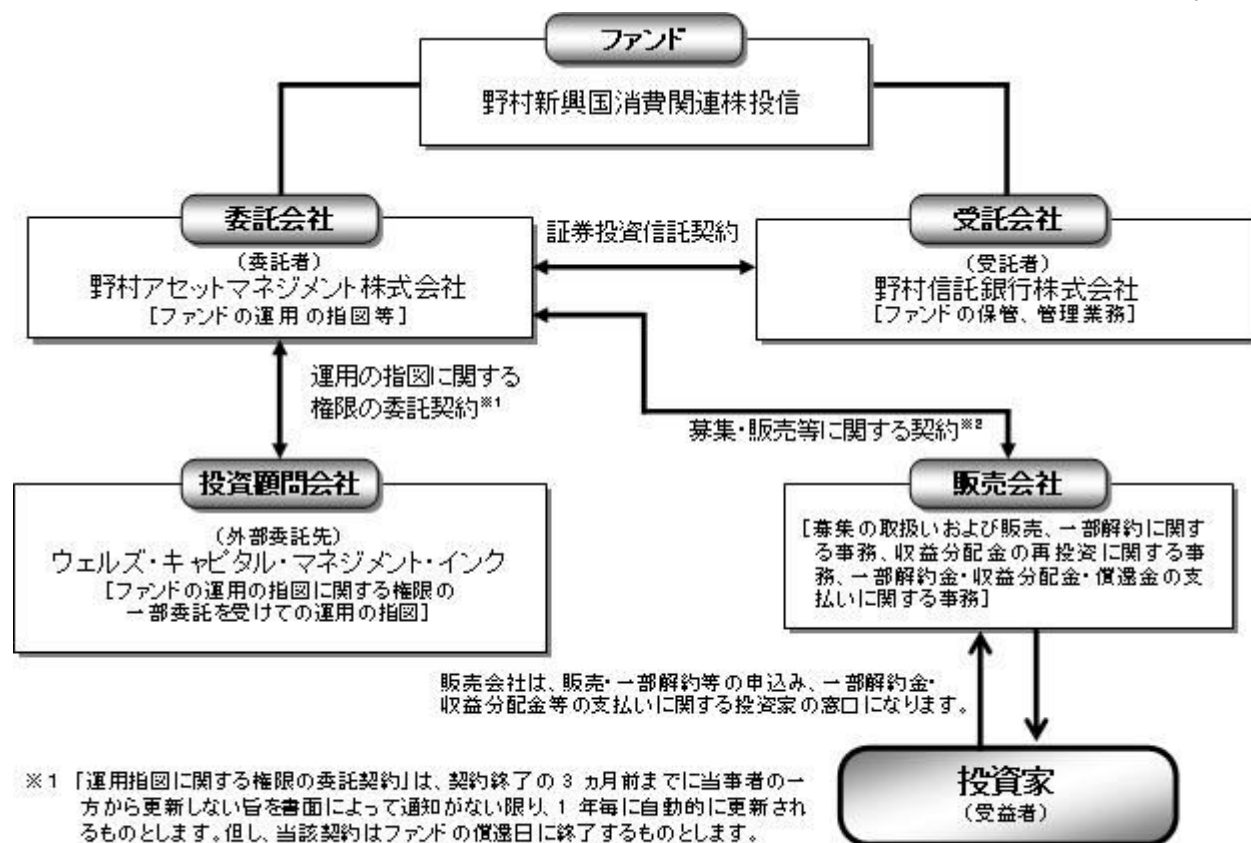 ファンド
野村新興国消費関連株投信
委託会社
(委託者)
野村アセットマネジメント株式会社
[ファンドの運用の指図等]
証券投資信託契約
受託会社
(受託者)
野村信託銀行株式会社
[ファンドの保管、管理業務]
運用の指図に関する
権限の委託契約※1
募集・販売等に関する契約※2
投資顧問会社
(外部委託先)
ウェルズ・キャピタル・マネジメント・インク
[ファンドの運用の指図に関する権限の
一部委託を受けての運用の指図]
販売会社
[募集の取扱いおよび販売、一部解約に関す
る事務、収益分配金の再投資に関する事
務、一部解約金・収益分配金・償還金の支
払いに関する事務]
販売会社は、販売・一部解約等の申込み、一部解約金・
収益分配金等の支払いに関する投資家の窓口になります。
投資家
(受益者)
※1 「運用指図に関する権限の委託契約」は、契約終了の3ヵ月前までに当事者の一
方から更新しない旨を書面によって通知がない限り、1年毎に自動的に更新され
るものとします。但し、当該契約はファンドの償還日に終了するものとします。